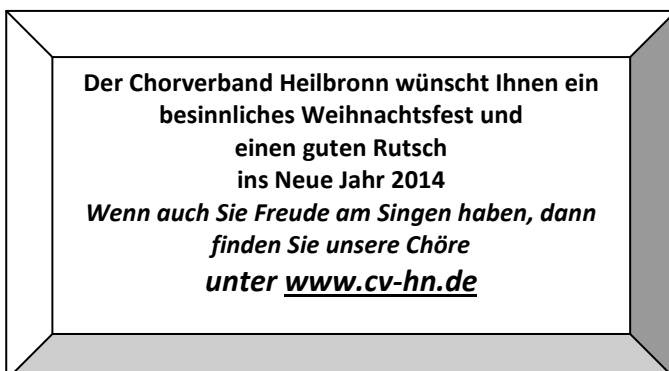 Der Chorverband Heilbronn wünscht Ihnen ein
besinnliches Weihnachtsfest und
einen guten Rutsch
ins Neue Jahr 2014
Wenn auch Sie Freude am Singen haben, dann
finden Sie unsere Chöre
unter www.cv-hn.de